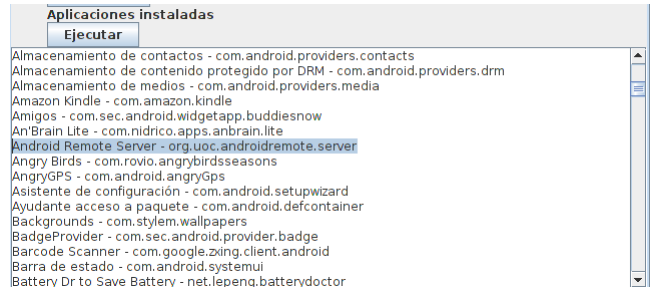 Aplicaciones instaladas
Ejecutar
Almacenamiento de contactos - com.android.providers.contacts
Almacenamiento de contenido protegido por DRM - com.android.providers.drm
Almacenamiento de medios - com.android.providers.media
Amazon Kindle - com.amazon.kindle
Amigos - com.sec.android.widgetapp.buddiesnow
An'Brain Lite - com.nidrico.apps.anbrain.lite
Android Remote Server - org.uoc.androidremote.server
Angry Birds - com.rovio.angrybirdsseasons
AngryGPS - com.android.angryGps
Asistente de configuración - com.android.setupwizard
Ayudante acceso a paquete - com.android.defcontainer
Backgrounds - com.stylem.wallpapers
BadgeProvider - com.sec.android.provider.badge
Barcode Scanner - com.google.zxing.client.android
Barra de estado - com.android.systemui
Battery Dr to Save Battery - net.lepeng.batterydoctor